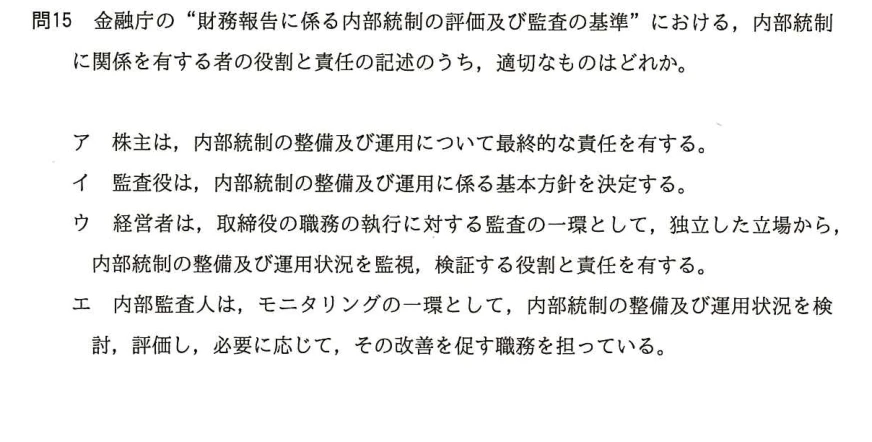 問15　金融庁の“財務報告に係る内部統制の評価及び監査の基準”における，内部統制
に関係を有する者の役割と責任の記述のうち，適切なものはどれか。
ア　株主は，内部統制の整備及び運用について最終的な責任を有する。
イ　監査役は，内部統制の整備及び運用に係る基本方針を決定する。
ウ　経営者は，取締役の職務の執行に対する監査の一環として，独立した立場から，
内部統制の整備及び運用状況を監視，検証する役割と責任を有する。
エ　内部監査人は，モニタリングの一環として，内部統制の整備及び運用状況を検
討，評価し，必要に応じて，その改善を促す職務を担っている。